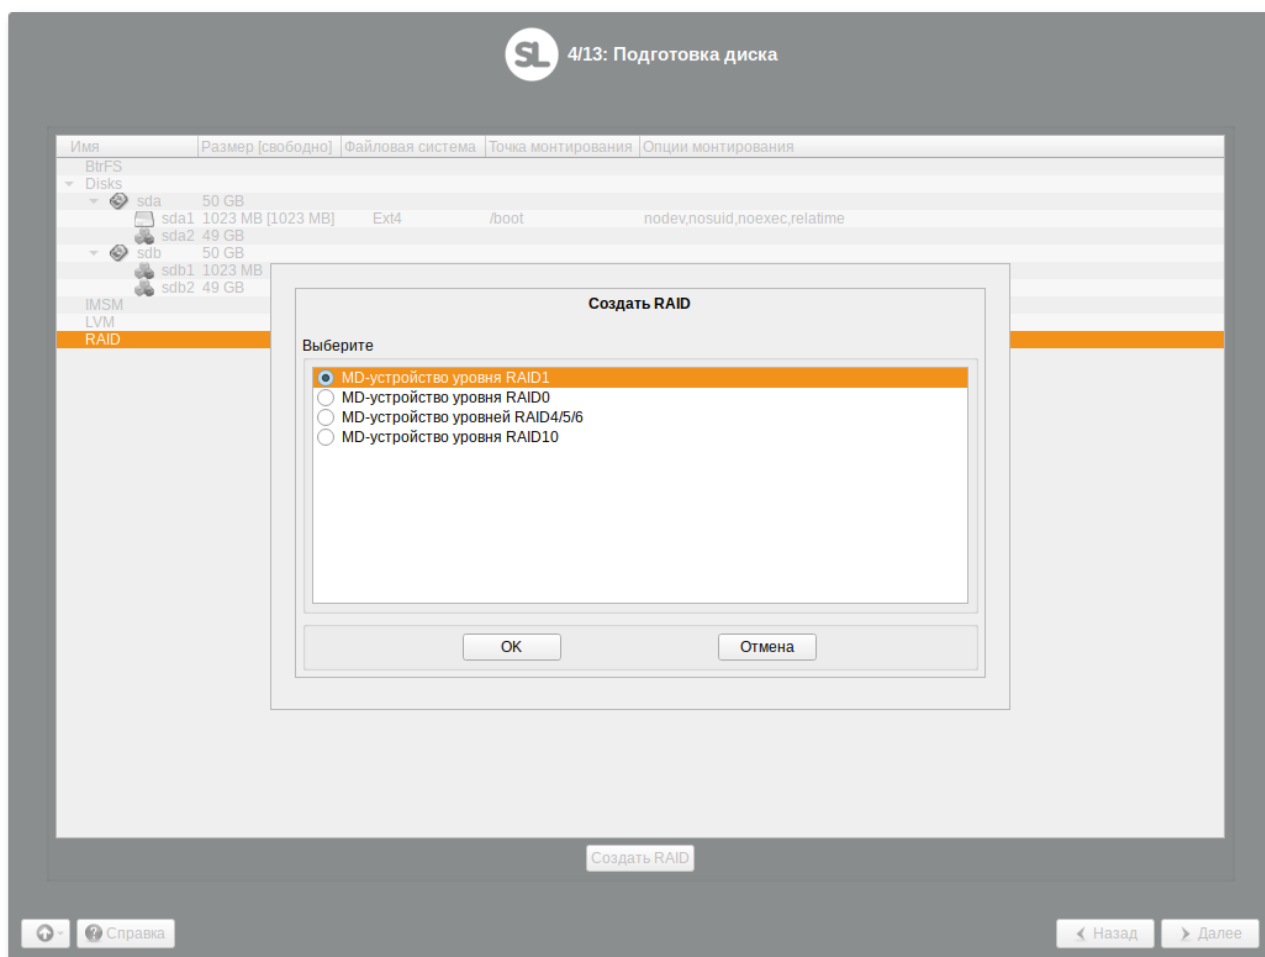 SL 4/13: Подготовка диска
Имя Размер [свободно] Файловая система Точка монтирования Опции монтирования
BtrFS
Disks
sda 50 GB
sda1 1023 MB [1023 MB] Ext4 /boot nodev,nosuid,noexec,relatime
sda2 49 GB
sdb 50 GB
sdb1 1023 MB
sdb2 49 GB
IMSM
LVM
RAID
Создать RAID
Выберите
MD-устройство уровня RAID1
MD-устройство уровня RAID0
MD-устройство уровней RAID4/5/6
MD-устройство уровня RAID10
OK Отмена
Создать RAID
Справка Назад Далее